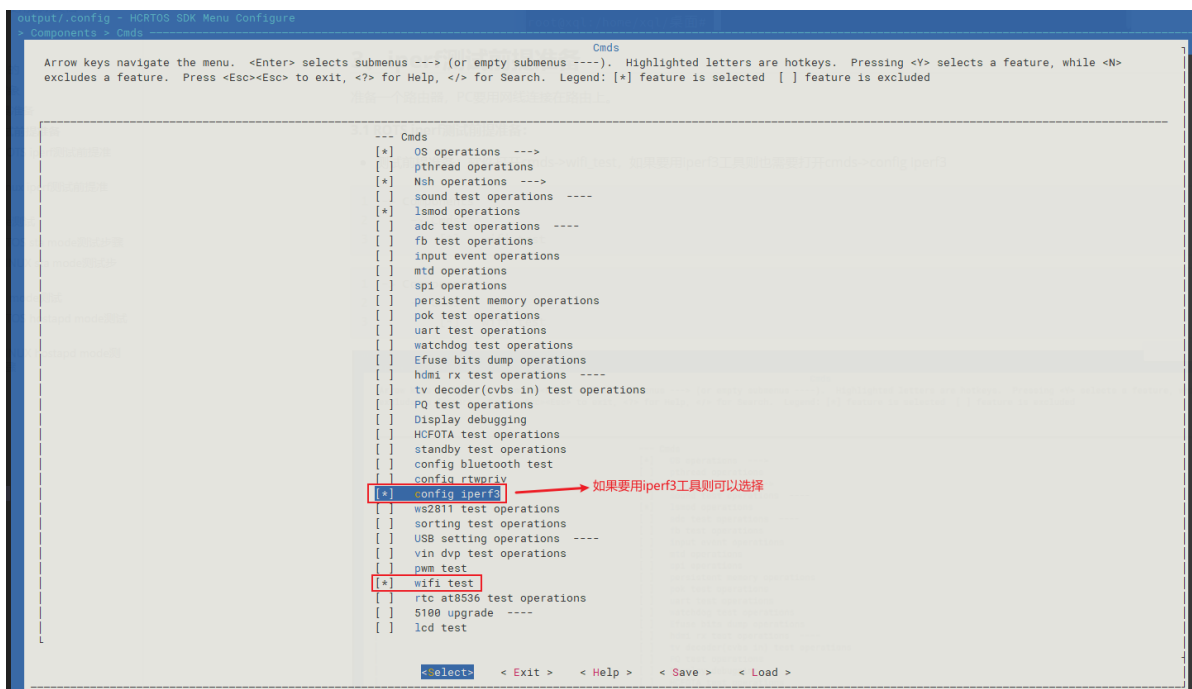 output/.config - HCRTOS SDK Menu Configure
> Components > Cmds
Cmds
Arrow keys navigate the menu. <Enter> selects submenus ---> (or empty submenus ----). Highlighted letters are hotkeys. Pressing <Y> selects a feature, while <N>
excludes a feature. Press <Esc><Esc> to exit, <?> for Help, </> for Search. Legend: [*] feature is selected [ ] feature is excluded
--- Cmds
[*] OS operations --->
[ ] pthread operations
[*] Nsh operations --->
[ ] sound test operations ----
[*] lsmod operations
[ ] adc test operations ----
[ ] fb test operations
[ ] input event operations
[ ] mtd operations
[ ] spi operations
[ ] persistent memory operations
[ ] pok test operations
[ ] uart test operations
[ ] watchdog test operations
[ ] Efuse bits dump operations
[ ] hdmi rx test operations ----
[ ] tv decoder(cvbs in) test operations
[ ] PQ test operations
[ ] Display debugging
[ ] HCFOTA test operations
[ ] standby test operations
[ ] config bluetooth test
[ ] config rtwpriv
[*] config iperf3
如果要用iperf3工具则可以选择
[ ] ws2811 test operations
[ ] sorting test operations
[ ] USB setting operations ----
[ ] vin dvp test operations
[ ] pwm test
[*] wifi test
[ ] rtc at8536 test operations
[ ] 5100 upgrade ----
[ ] lcd test
<Select> < Exit > < Help > < Save > < Load >